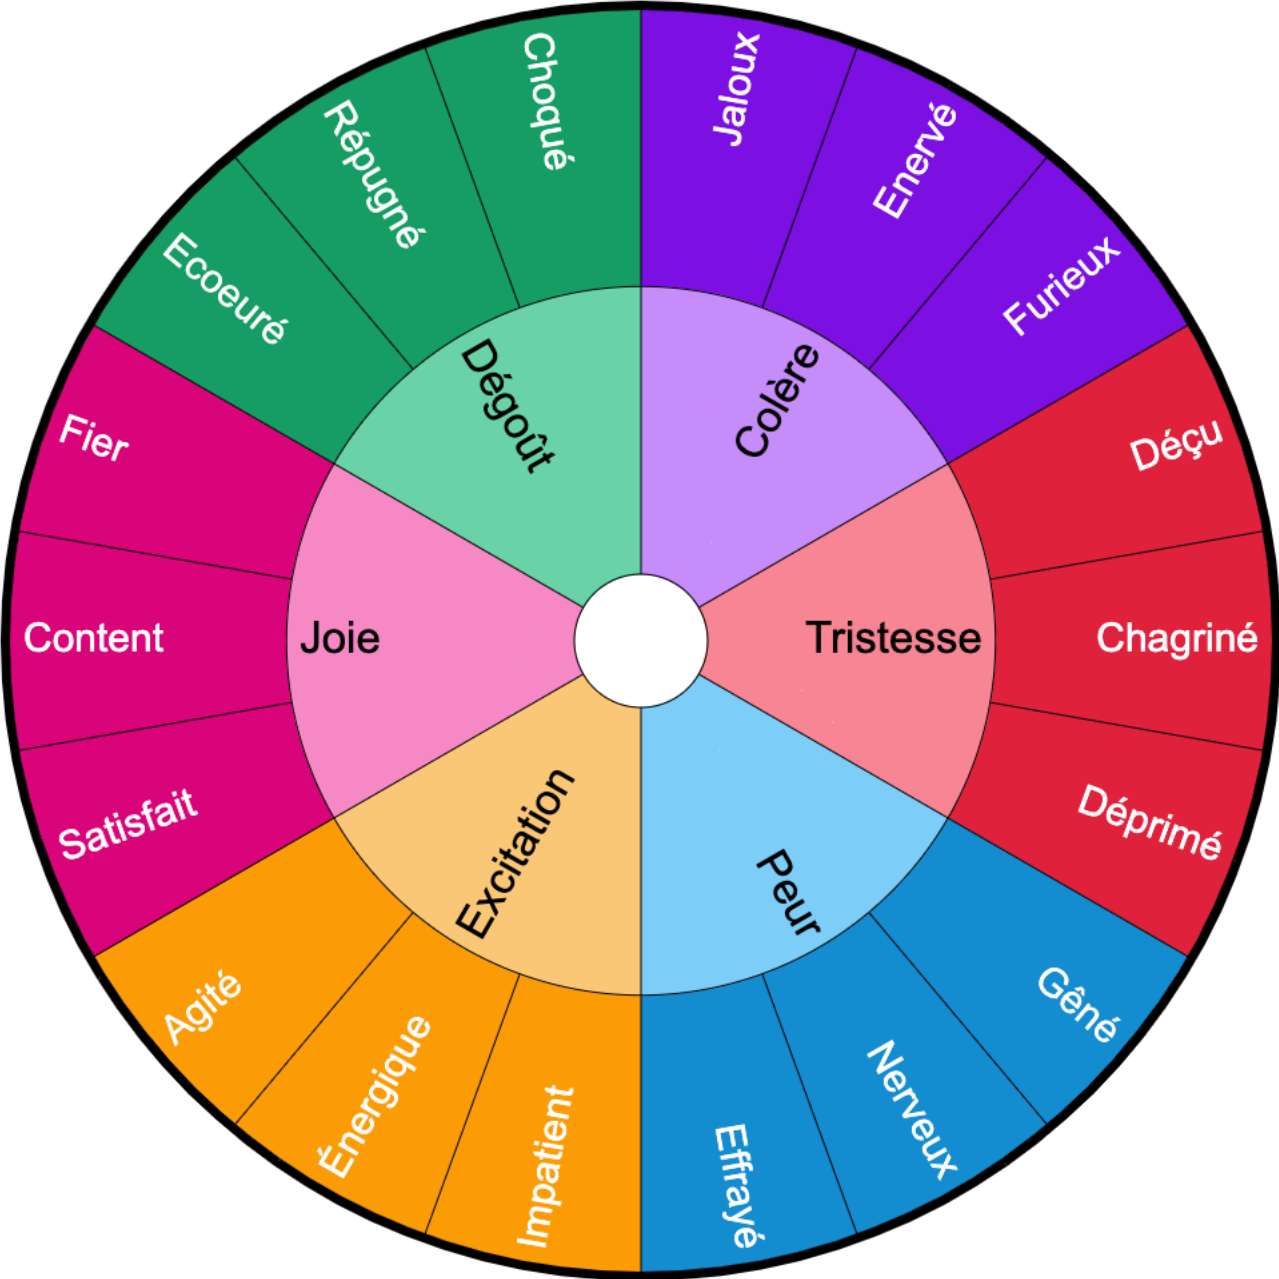 Choqué
Jaloux
Répugné
Enervé
Ecoeuré
Furieux
Dégoût
Colère
Fier
Déçu
Content
Joie
Tristesse
Chagriné
Satisfait
Déprimé
Excitation
Peur
Agité
Gêné
Énergique
Nerveux
Impatient
Effrayé